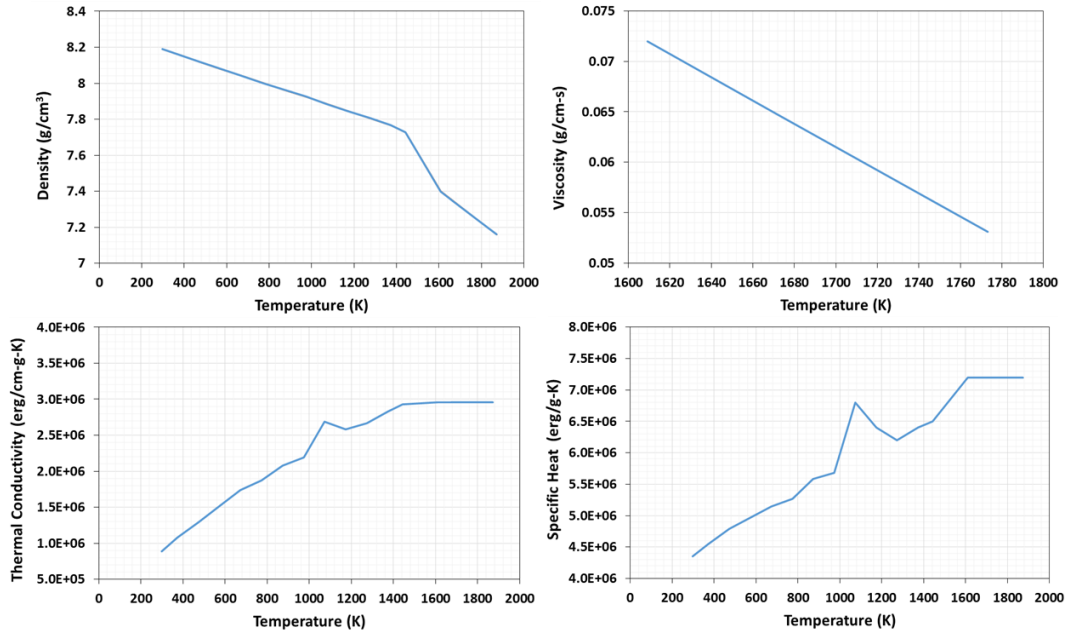 8.4
8.2
8
7.8
7.6
7.4
7.2
7
0 200 400 600 800 1000 1200 1400 1600 1800 2000
Density (g/cm³)
Temperature (K)
0.075
0.07
0.065
0.06
0.055
0.05
1600 1620 1640 1660 1680 1700 1720 1740 1760 1780 1800
Viscosity (g/cm-s)
Temperature (K)
4.0E+06
3.5E+06
3.0E+06
2.5E+06
2.0E+06
1.5E+06
1.0E+06
5.0E+05
0 200 400 600 800 1000 1200 1400 1600 1800 2000
Thermal Conductivity (erg/cm-g-K)
Temperature (K)
8.0E+06
7.5E+06
7.0E+06
6.5E+06
6.0E+06
5.5E+06
5.0E+06
4.5E+06
4.0E+06
0 200 400 600 800 1000 1200 1400 1600 1800 2000
Specific Heat (erg/g-K)
Temperature (K)